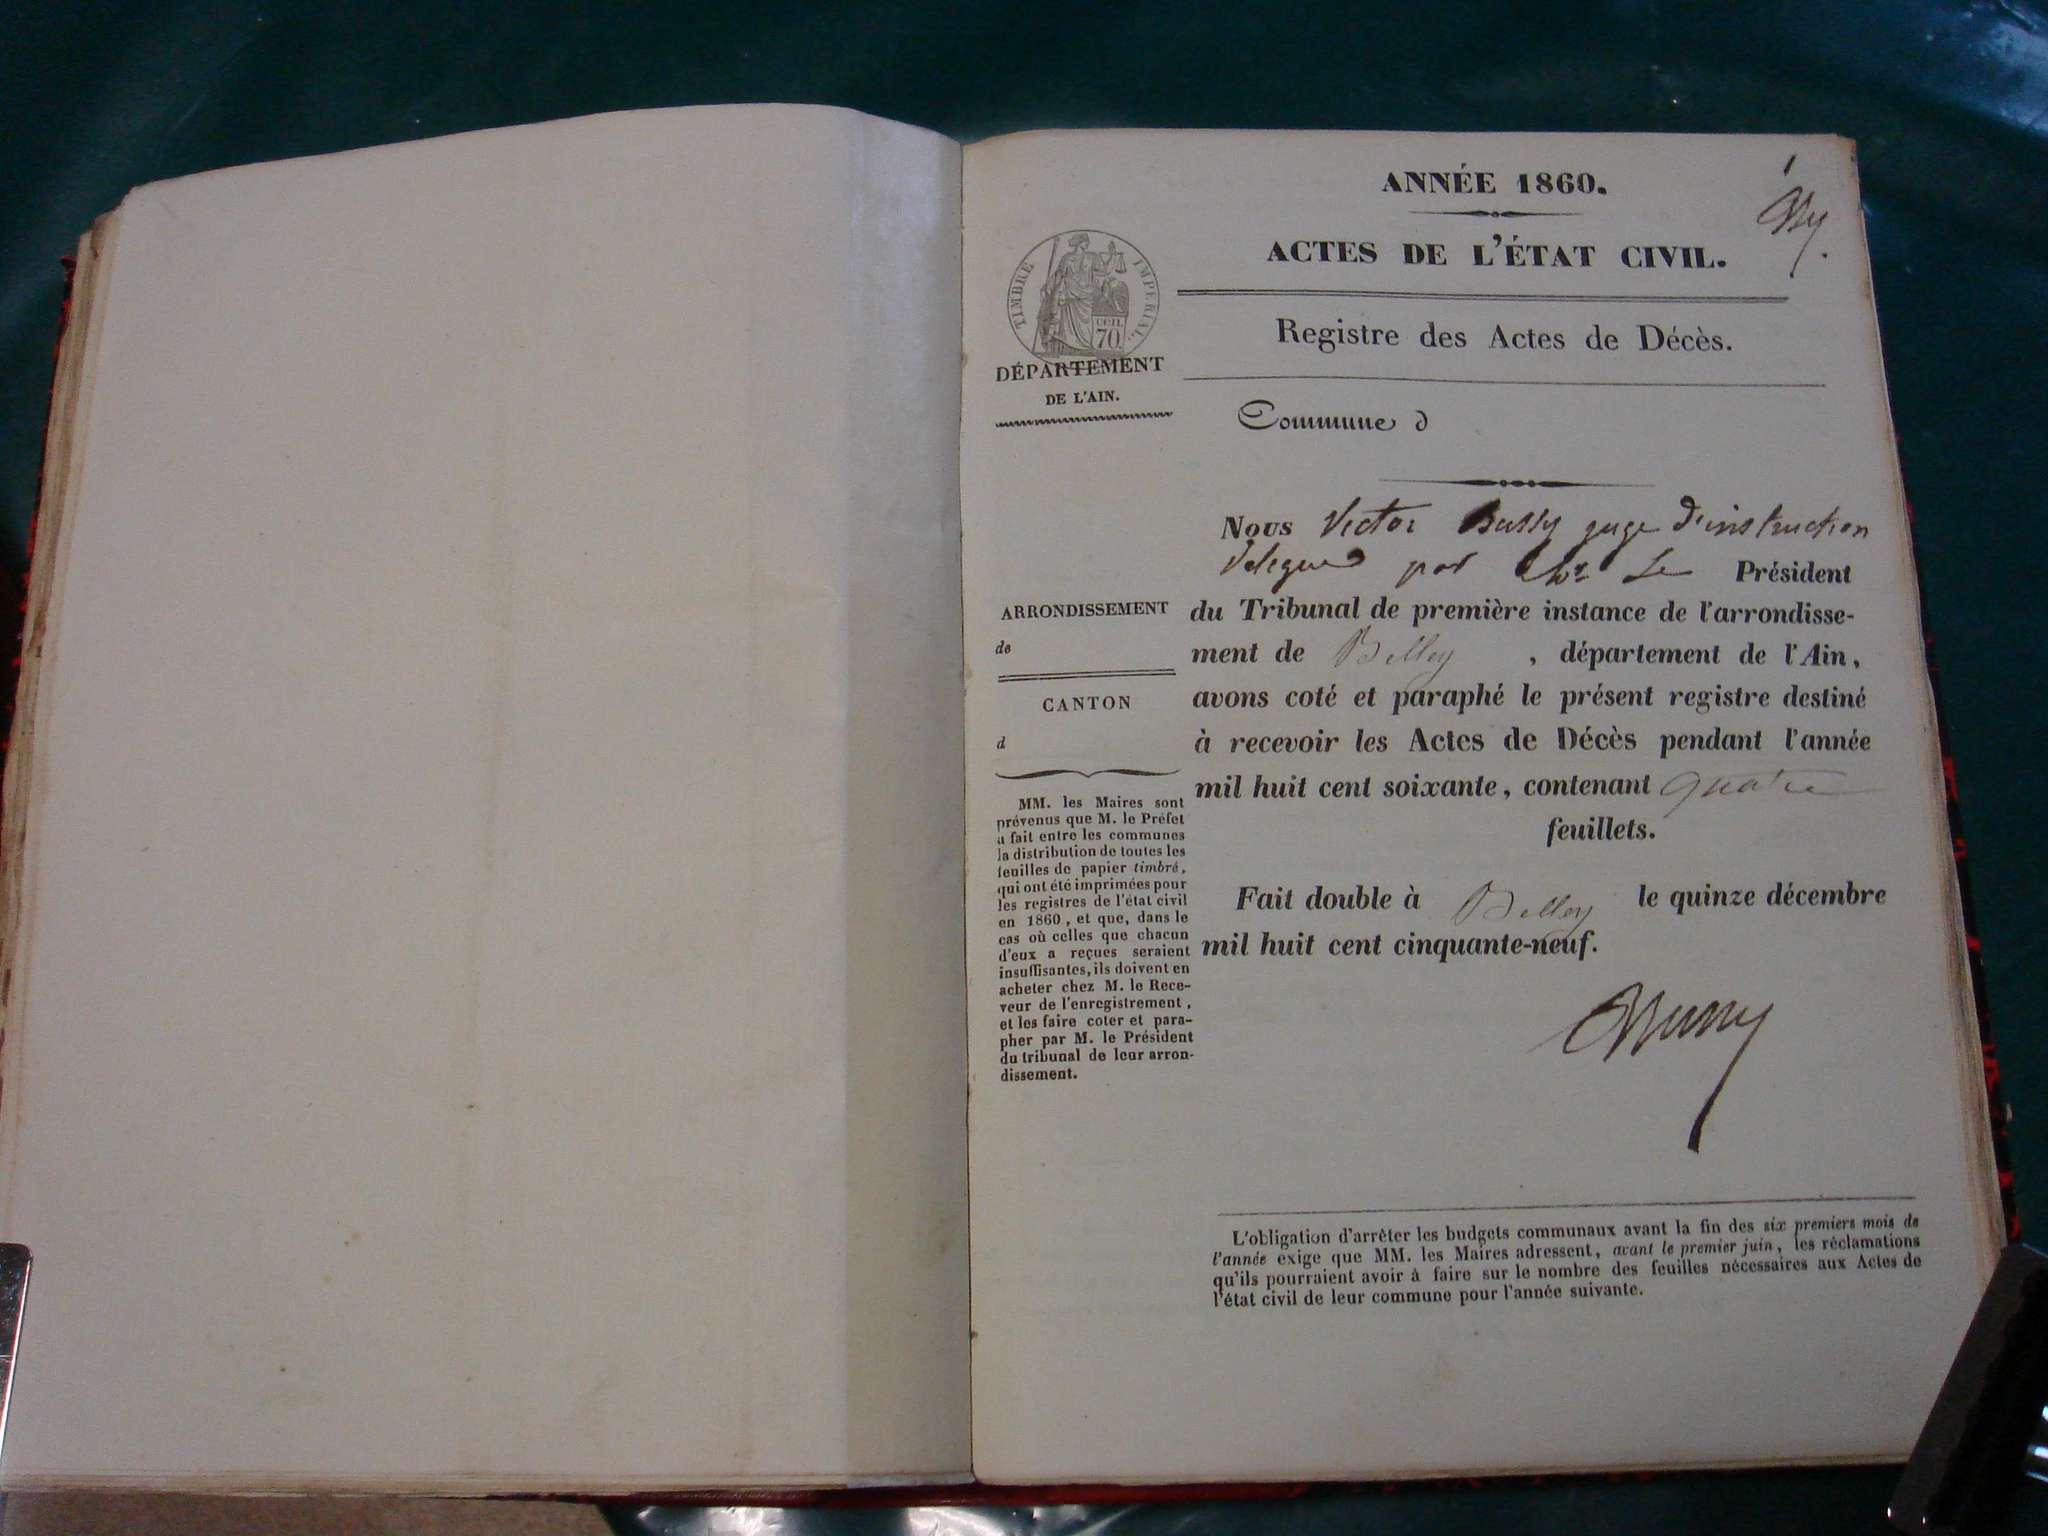 ANNÉE 1860.
ACTES DE L'ÉTAT CIVIL.
Registre des Actes de Décès.
TIMBRE IMPERIAL.
70
DÉPARTEMENT
DE L'AIN.
Commune d
Nous Victor Bussy juge d'instruction
delegué par Mr Le Président
du Tribunal de première instance de l'arrondisse-
ment de Belley, département de l'Ain,
avons coté et paraphé le présent registre destiné
à recevoir les Actes de Décès pendant l'année
mil huit cent soixante, contenant quatre
feuillets.
Fait double à Belley le quinze décembre
mil huit cent cinquante-neuf.
ARRONDISSEMENT
de
CANTON
d
MM. les Maires sont
prévenus que M. le Préfet
a fait entre les communes
la distribution de toutes les
feuilles de papier timbré,
qui ont été imprimées pour
les registres de l'état civil
en 1860, et que, dans le
cas où celles que chacun
d'eux a reçues seraient
insuffisantes, ils doivent en
acheter chez M. le Rece-
veur de l'enregistrement,
et les faire coter et para-
pher par M. le Président
du tribunal de leur arron-
dissement.
L'obligation d'arrêter les budgets communaux avant la fin des six premiers mois de
l'année exige que MM. les Maires adressent, avant le premier juin, les réclamations
qu'ils pourraient avoir à faire sur le nombre des feuilles nécessaires aux Actes de
l'état civil de leur commune pour l'année suivante.